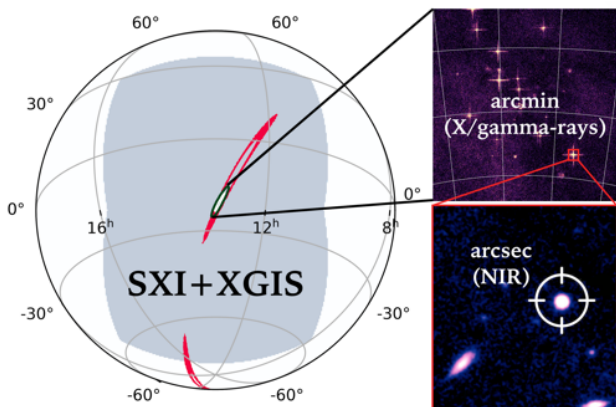 60° 60°
30° 30°
arcmin
(X/gamma-rays)
0° 0°
16h 12h 8h
arcsec
(NIR)
SXI+XGIS
-30° -30°
-60° -60°